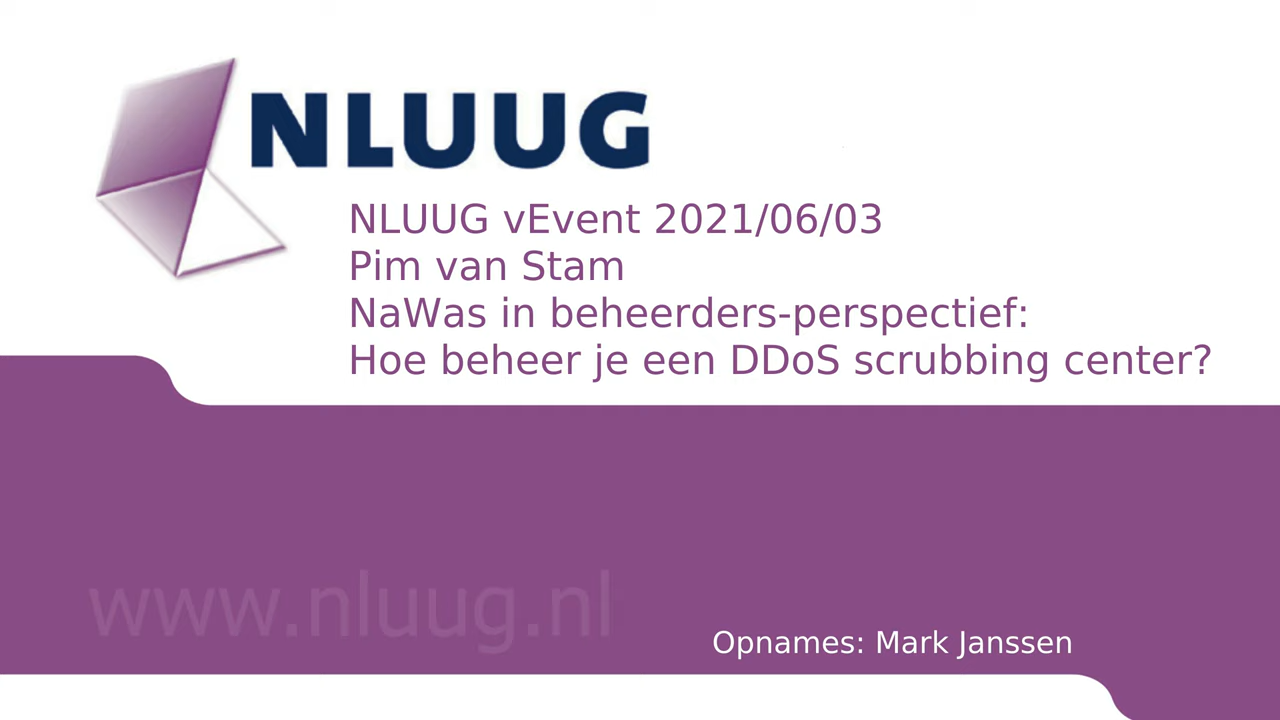 NLUUG
NLUUG vEvent 2021/06/03
Pim van Stam
NaWas in beheerders-perspectief:
Hoe beheer je een DDoS scrubbing center?
www.nluug.nl
Opnames: Mark Janssen